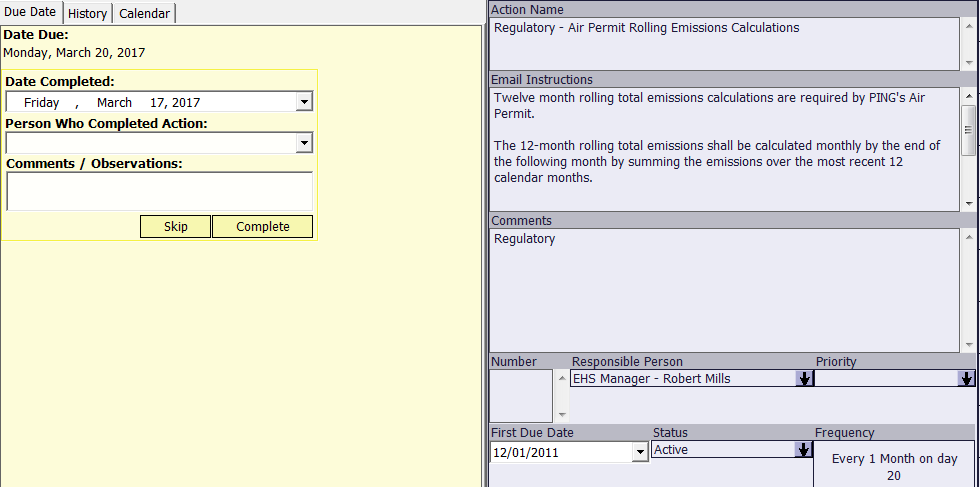 Due Date History Calendar
Date Due:
Monday, March 20, 2017
Date Completed:
Friday , March 17, 2017
Person Who Completed Action:
Comments / Observations:
Skip Complete
Action Name
Regulatory - Air Permit Rolling Emissions Calculations
Email Instructions
Twelve month rolling total emissions calculations are required by PING's Air
Permit.
The 12-month rolling total emissions shall be calculated monthly by the end of
the following month by summing the emissions over the most recent 12
calendar months.
Comments
Regulatory
Number Responsible Person Priority
EHS Manager - Robert Mills
First Due Date Status Frequency
12/01/2011 Active Every 1 Month on day
20